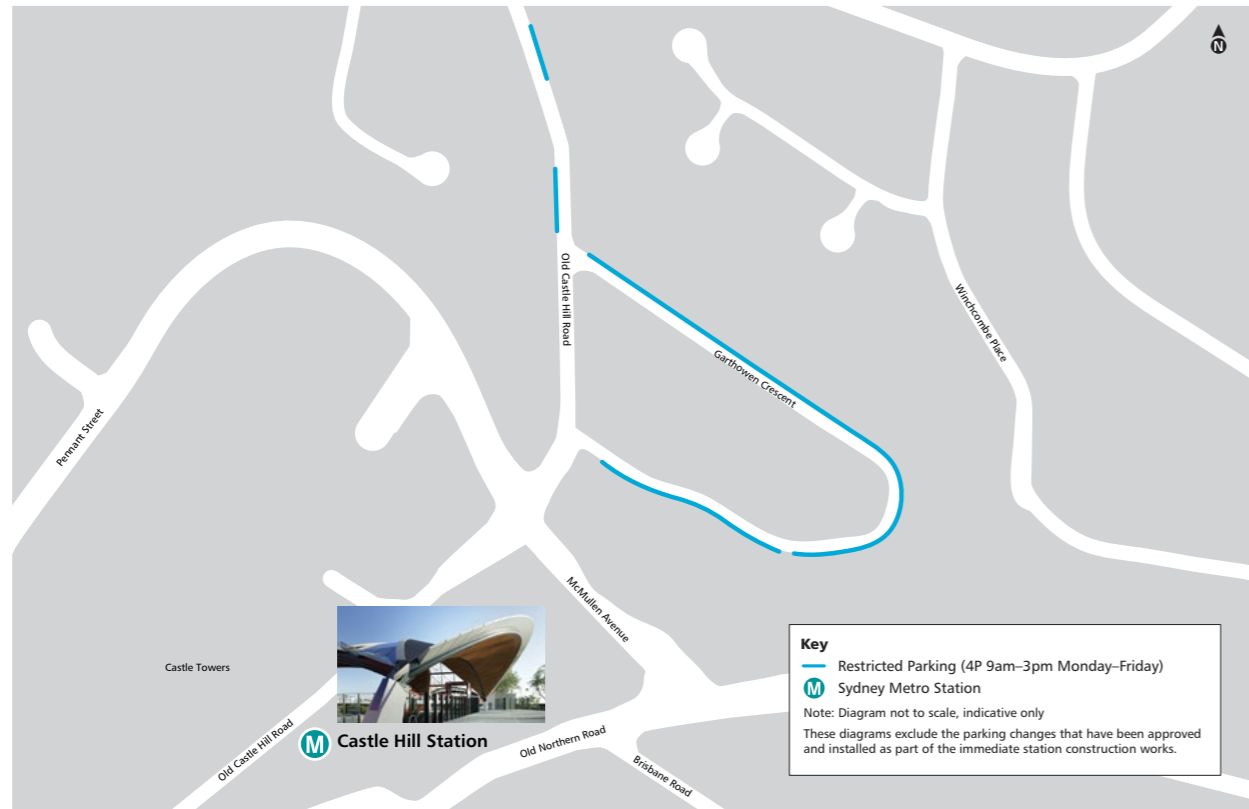 N
Old Castle Hill Road
Winchcombe Place
Garthowen Crescent
Pennant Street
McMullen Avenue
Castle Towers
Old Castle Hill Road
M Castle Hill Station
Old Northern Road
Brisbane Road
Key
Restricted Parking (4P 9am–3pm Monday–Friday)
M Sydney Metro Station
Note: Diagram not to scale, indicative only
These diagrams exclude the parking changes that have been approved
and installed as part of the immediate station construction works.